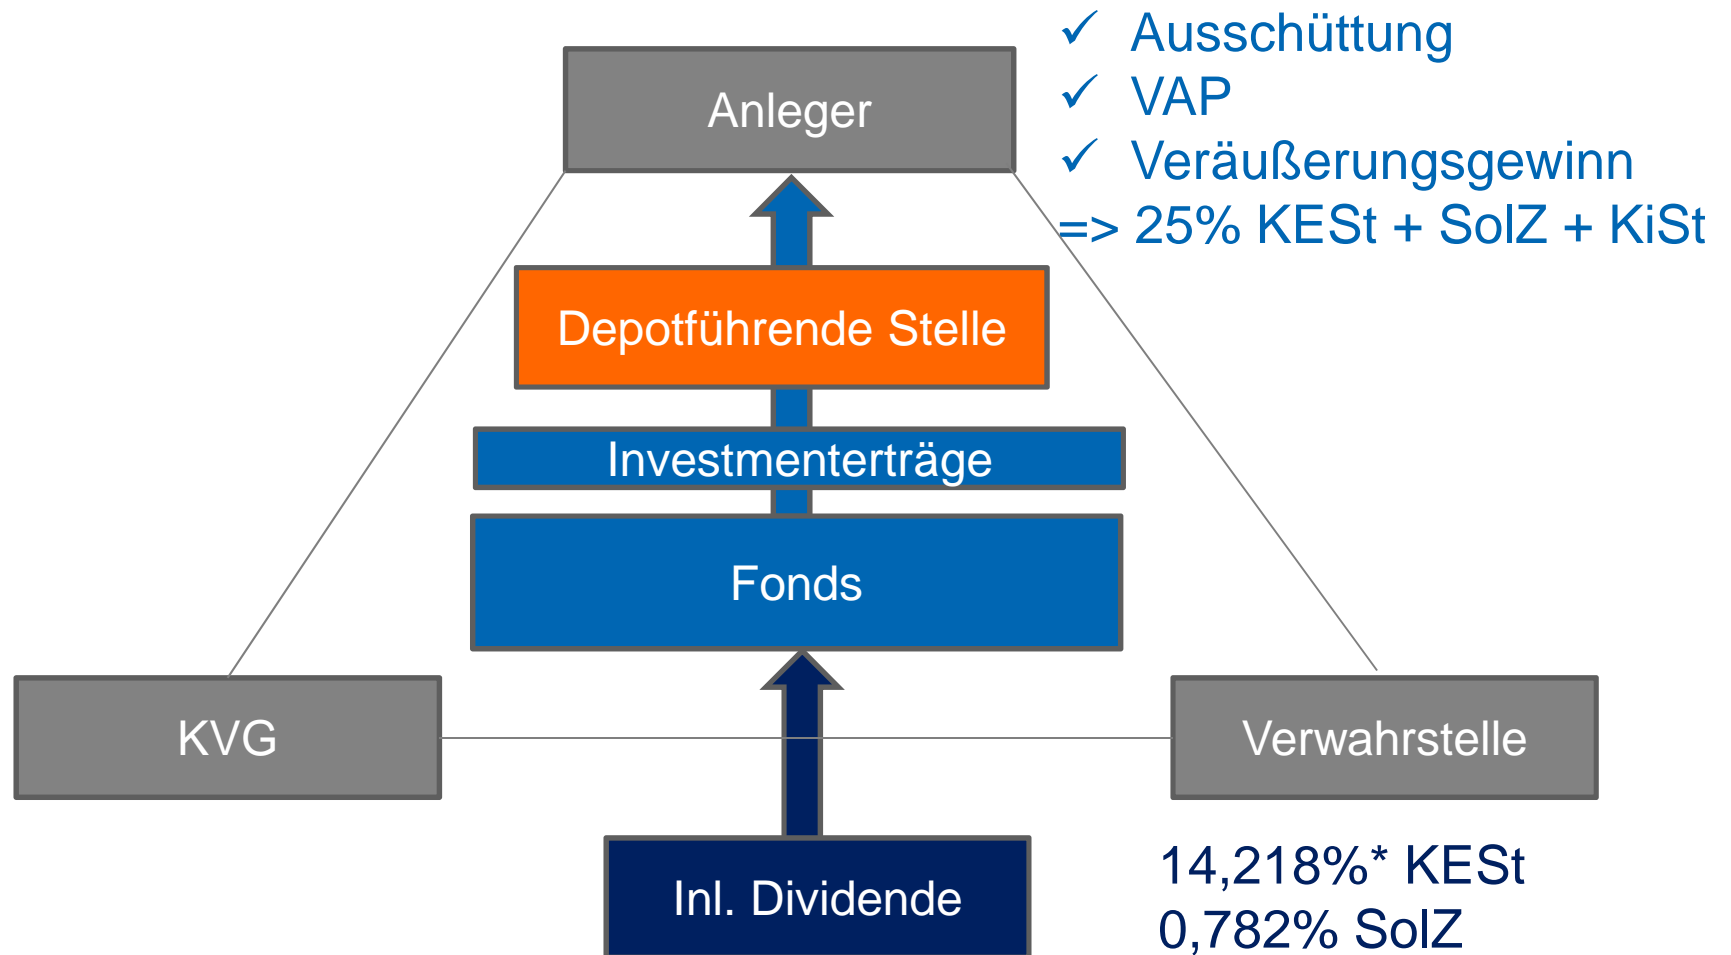 ✓ Ausschüttung
✓ VAP
✓ Veräußerungsgewinn
=> 25% KESt + SolZ + KiSt
Anleger
Depotführende Stelle
Investmenterträge
Fonds
KVG
Verwahrstelle
Inl. Dividende
14,218%* KESt
0,782% SolZ